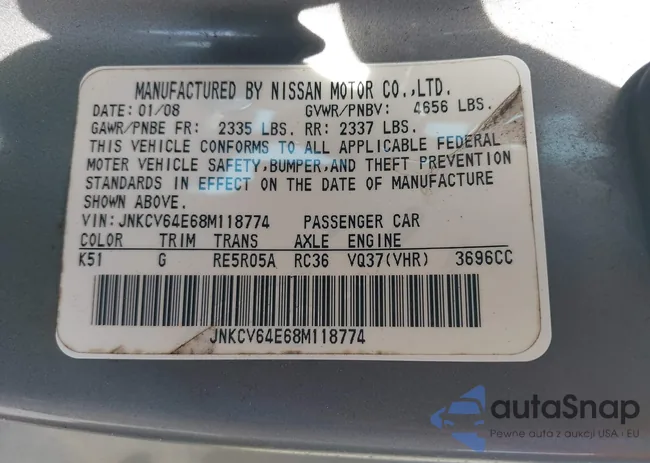 MANUFACTURED BY NISSAN MOTOR CO.,LTD.
DATE: 01/08 GVWR/PNBV: 4656 LBS.
GAWR/PNBE FR: 2335 LBS. RR: 2337 LBS.
THIS VEHICLE CONFORMS TO ALL APPLICABLE FEDERAL
MOTER VEHICLE SAFETY,BUMPER,AND THEFT PREVENTION
STANDARDS IN EFFECT ON THE DATE OF MANUFACTURE
SHOWN ABOVE.
VIN:JNKCV64E68M118774 PASSENGER CAR
COLOR TRIM TRANS AXLE ENGINE
K51 G RE5R05A RC36 VQ37(VHR) 3696CC
JNKCV64E68M118774
autaSnap
Pewne auta z aukcji USA · EU